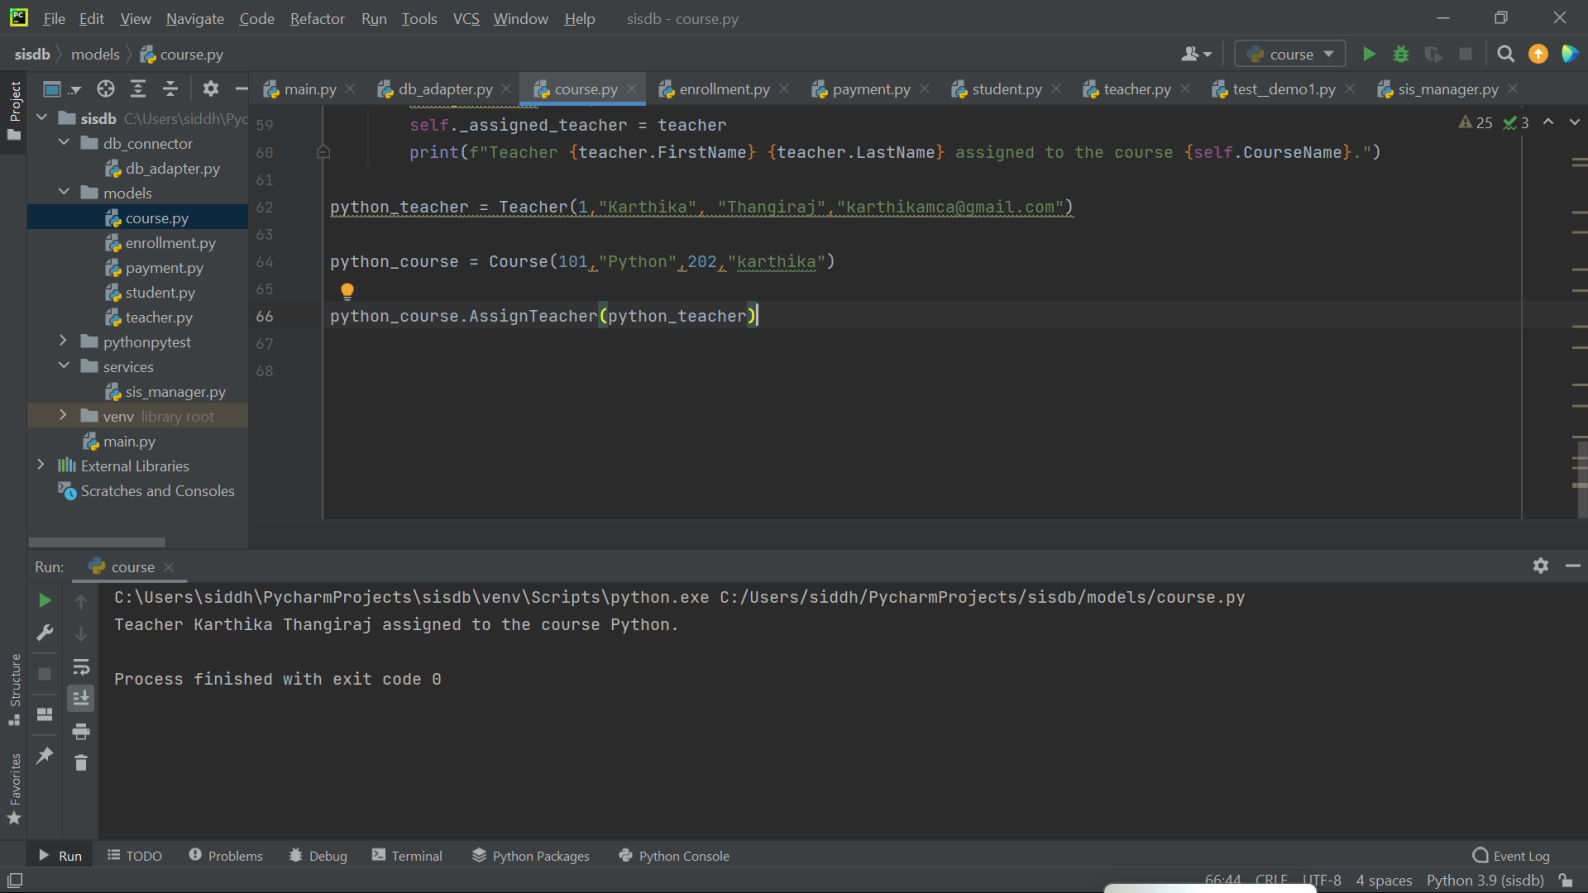 File Edit View Navigate Code Refactor Run Tools VCS Window Help sisdb - course.py
sisdb models course.py
course
Project
main.py db_adapter.py course.py enrollment.py payment.py student.py teacher.py test__demo1.py sis_manager.py
sisdb C:\Users\siddh\Pyc
db_connector
db_adapter.py
models
course.py
enrollment.py
payment.py
student.py
teacher.py
pythonpytest
services
sis_manager.py
venv library root
main.py
External Libraries
Scratches and Consoles
25 3
59 self._assigned_teacher = teacher
60 print(f"Teacher {teacher.FirstName} {teacher.LastName} assigned to the course {self.CourseName}.")
61
62 python_teacher = Teacher(1,"Karthika", "Thangiraj","karthikamca@gmail.com")
63
64 python_course = Course(101,"Python",202,"karthika")
65
66 python_course.AssignTeacher(python_teacher)
67
68
Run: course
C:\Users\siddh\PycharmProjects\sisdb\venv\Scripts\python.exe C:/Users/siddh/PycharmProjects/sisdb/models/course.py
Teacher Karthika Thangiraj assigned to the course Python.
Process finished with exit code 0
Structure
Favorites
Run TODO Problems Debug Terminal Python Packages Python Console Event Log
66:44 CRLF UTF-8 4 spaces Python 3.9 (sisdb)